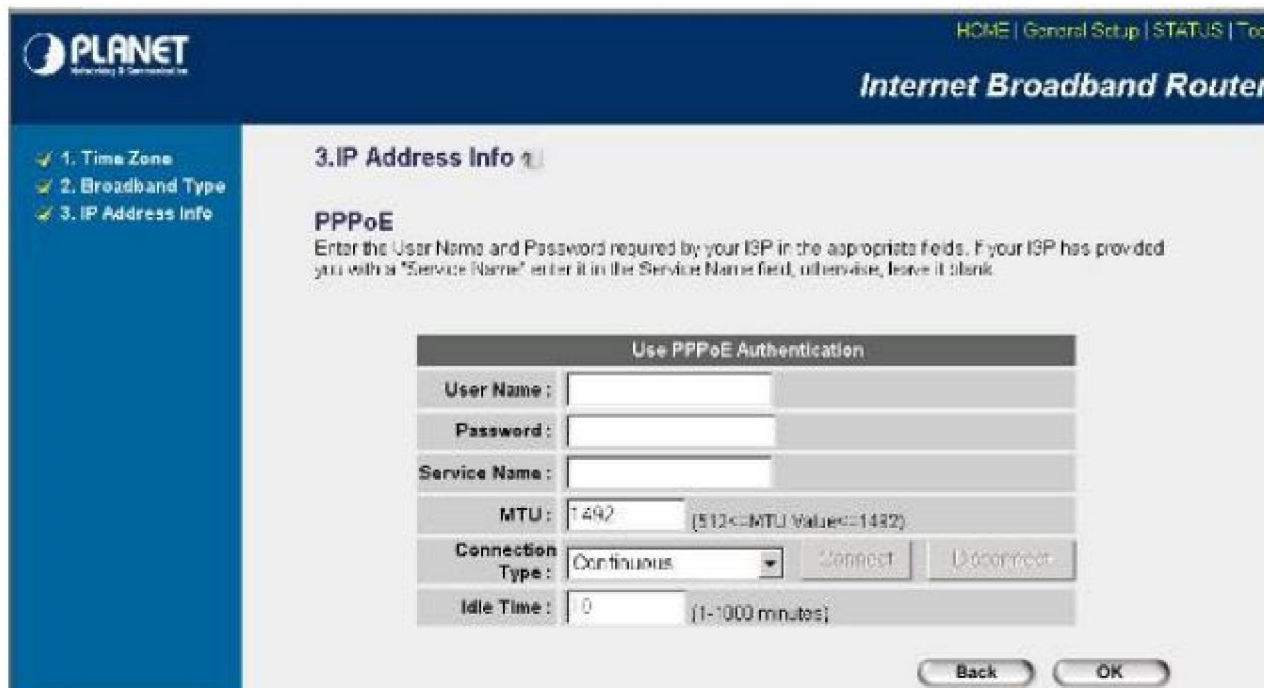 PLANET
Networking & Communication
HOME | General Setup | STATUS | Too
Internet Broadband Router
1. Time Zone
2. Broadband Type
3. IP Address Info
3.IP Address Info
PPPoE
Enter the User Name and Password required by your ISP in the appropriate fields. If your ISP has provided
you with a "Service Name" enter it in the Service Name field, otherwise, leave it blank.
Use PPPoE Authentication
User Name :
Password :
Service Name :
MTU : 1492 (512<=MTU Value<=1492)
Connection Type : Continuous Connect Disconnect
Idle Time : 10 (1-1000 minutes)
Back OK